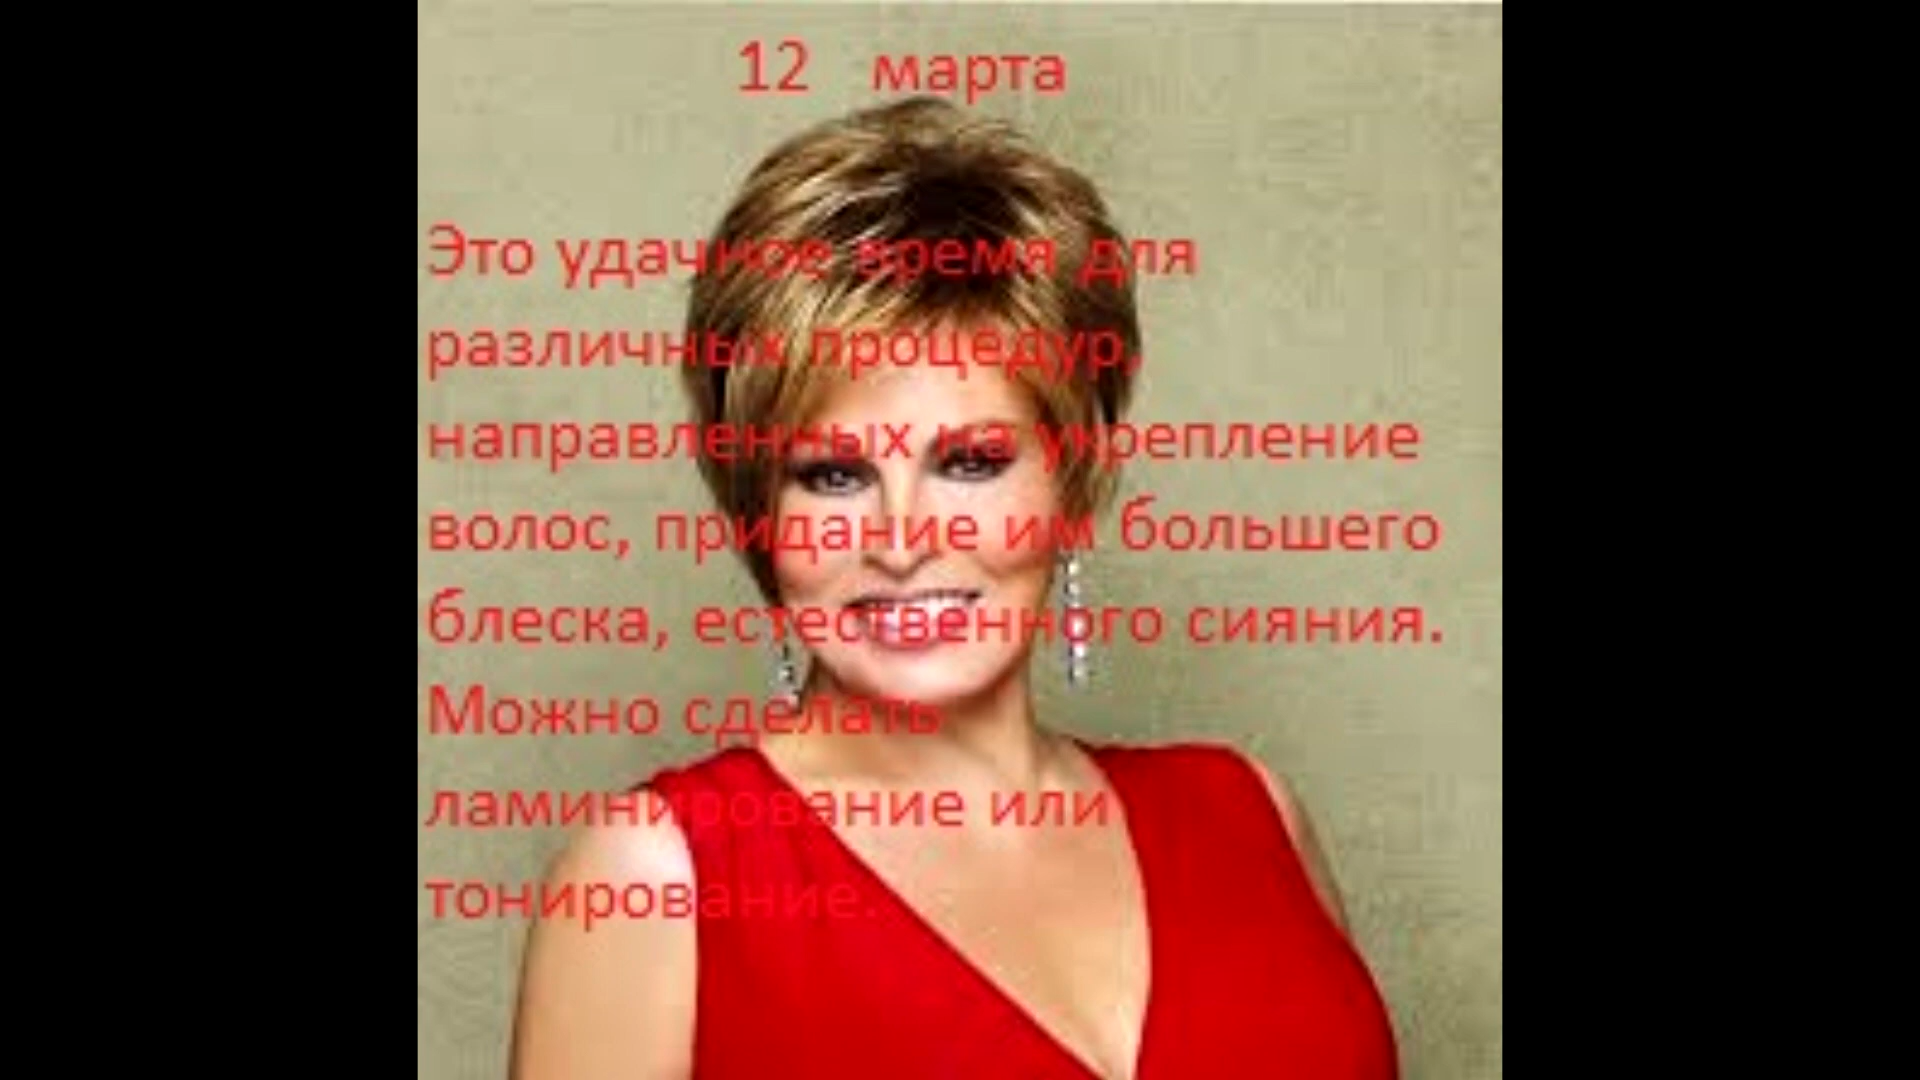 12 марта
Это удачное время для
различных процедур,
направленных на укрепление
волос, придание им большего
блеска, естественного сияния.
Можно сделать
ламинирование или
тонирование.